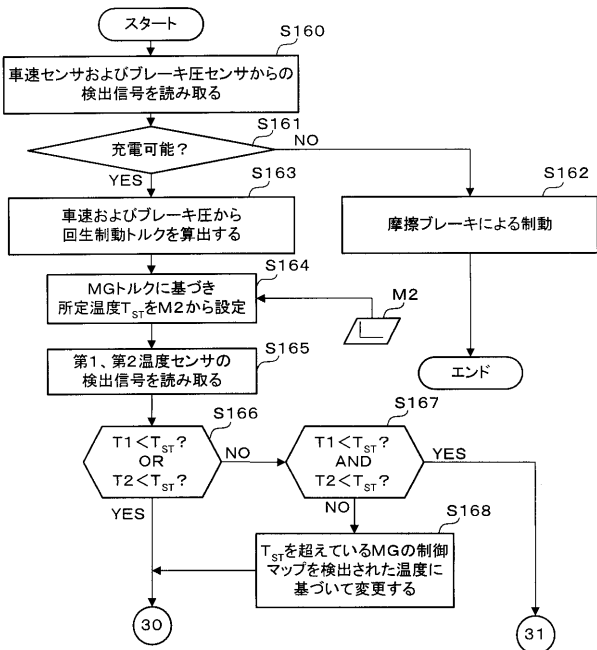 スタート
S160
車速センサおよびブレーキ圧センサからの
検出信号を読み取る
S161
充電可能?
NO
YES
S163
車速およびブレーキ圧から
回生制動トルクを算出する
S162
摩擦ブレーキによる制動
S164
MGトルクに基づき
所定温度TSTをM2から設定
M2
S165
第1、第2温度センサの
検出信号を読み取る
エンド
S166
T1<TST?
OR
T2<TST?
NO
YES
S167
T1<TST?
AND
T2<TST?
YES
NO
S168
TSTを超えているMGの制御
マップを検出された温度に
基づいて変更する
30
31